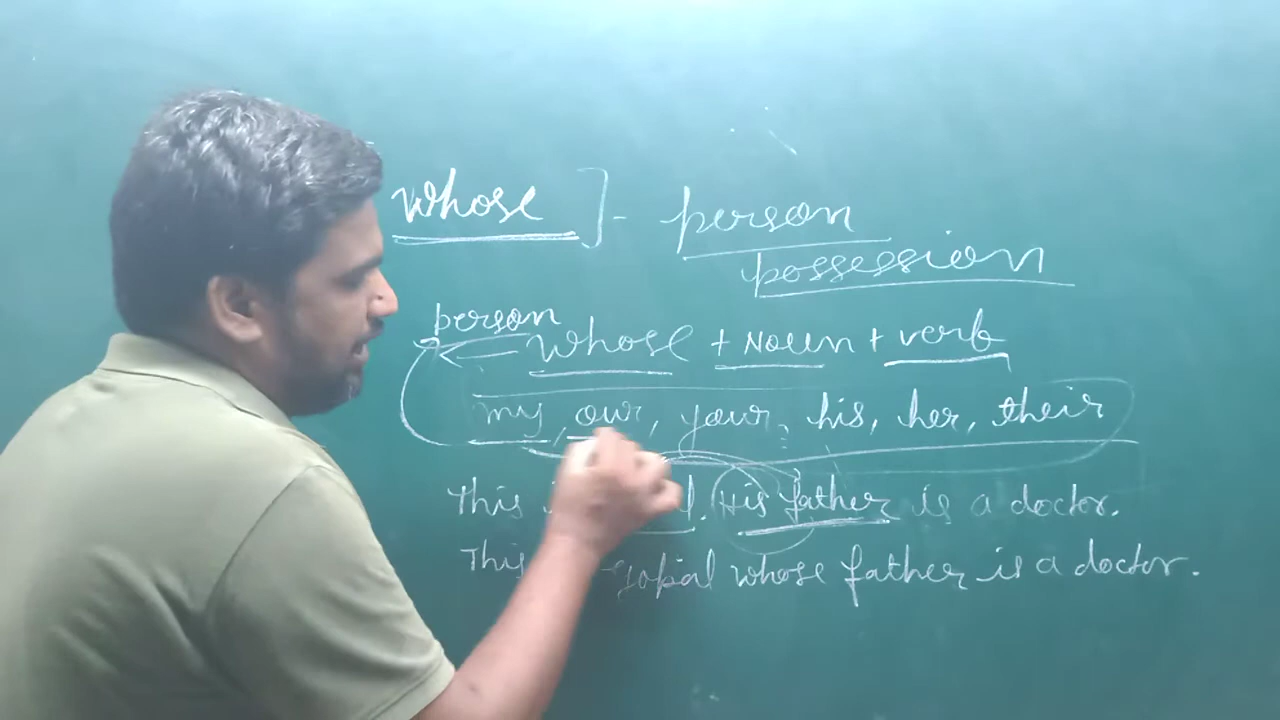 whose ] - person
possession
person
whose + Noun + verb
my, our, your, his, her, their
This . His father is a doctor.
This Gopal whose father is a doctor.